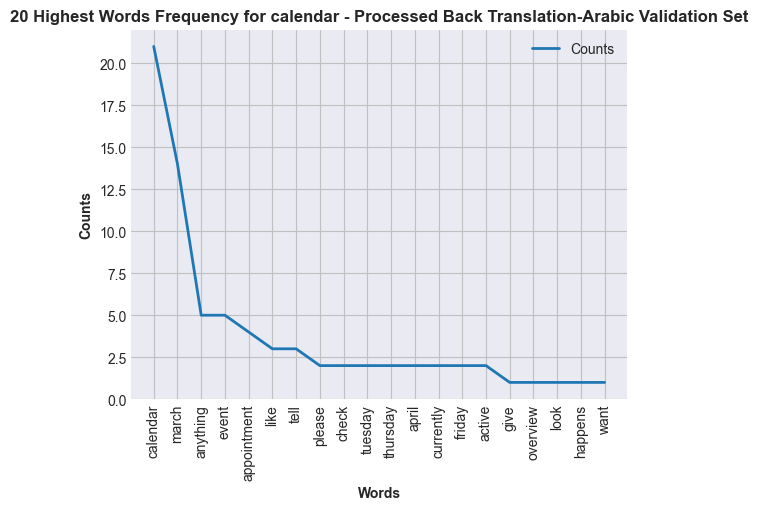 20 Highest Words Frequency for calendar - Processed Back Translation-Arabic Validation Set
Counts
20.0
17.5
15.0
12.5
10.0
7.5
5.0
2.5
0.0
Counts
calendar
march
anything
event
appointment
like
tell
please
check
tuesday
thursday
april
currently
friday
active
give
overview
look
happens
want
Words